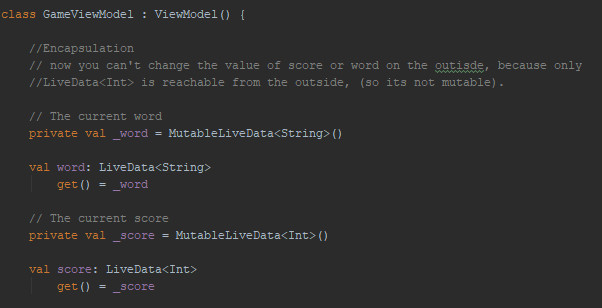 class GameViewModel : ViewModel() {
//Encapsulation
// now you can't change the value of score or word on the outisde, because only
//LiveData<Int> is reachable from the outside, (so its not mutable).
// The current word
private val _word = MutableLiveData<String>()
val word: LiveData<String>
get() = _word
// The current score
private val _score = MutableLiveData<Int>()
val score: LiveData<Int>
get() = _score